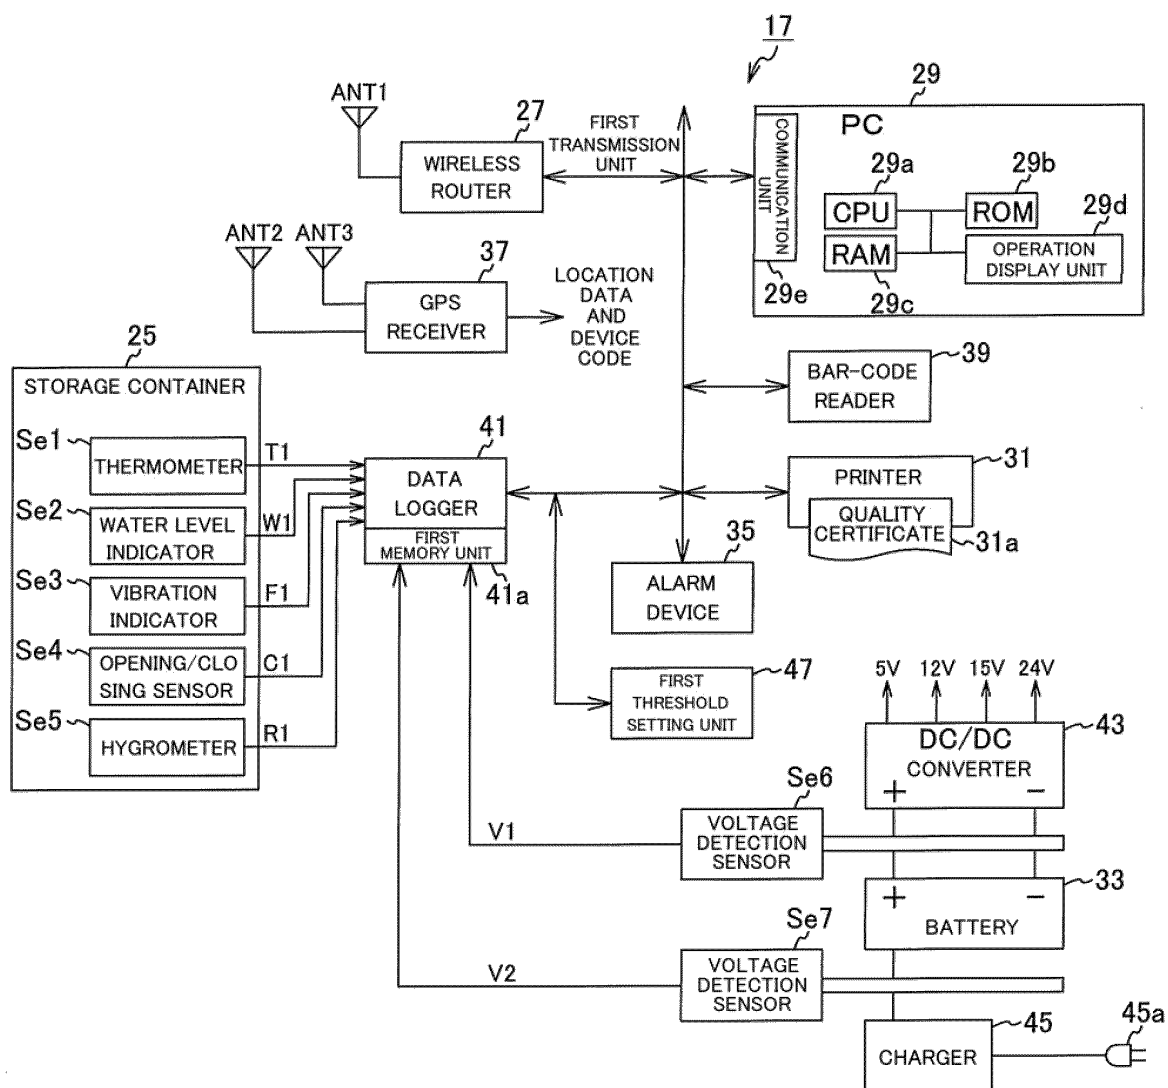 17
ANT1
27
WIRELESS
ROUTER
FIRST
TRANSMISSION
UNIT
29
PC
COMMUNICATION
UNIT
29e
29a
CPU
29b
ROM
RAM
29c
29d
OPERATION
DISPLAY UNIT
ANT2
ANT3
37
GPS
RECEIVER
LOCATION
DATA
AND
DEVICE
CODE
39
BAR-CODE
READER
25
STORAGE CONTAINER
Se1
THERMOMETER
T1
Se2
WATER LEVEL
INDICATOR
W1
Se3
VIBRATION
INDICATOR
F1
Se4
OPENING/CLO
SING SENSOR
C1
Se5
HYGROMETER
R1
41
DATA
LOGGER
FIRST
MEMORY UNIT
41a
31
PRINTER
QUALITY
CERTIFICATE
31a
35
ALARM
DEVICE
47
FIRST
THRESHOLD
SETTING UNIT
5V 12V 15V 24V
DC/DC
CONVERTER
+ −
43
Se6
VOLTAGE
DETECTION
SENSOR
V1
33
+ −
BATTERY
Se7
VOLTAGE
DETECTION
SENSOR
V2
45
CHARGER
45a